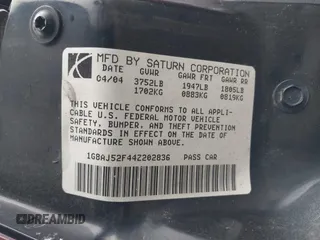 MFD BY SATURN CORPORATION
DATE GVWR GAWR FRT GAWR RR
04/04 3752LB 1947LB 1805LB
1702KG 0883KG 0819KG
THIS VEHICLE CONFORMS TO ALL APPLI-
CABLE U.S. FEDERAL MOTOR VEHICLE
SAFETY, BUMPER, AND THEFT PREVENTION
STANDARDS IN EFFECT ON THE DATE OF
MANUFACTURE SHOWN ABOVE.
1G8AJ52F44Z202036 PASS CAR
DREAMBID